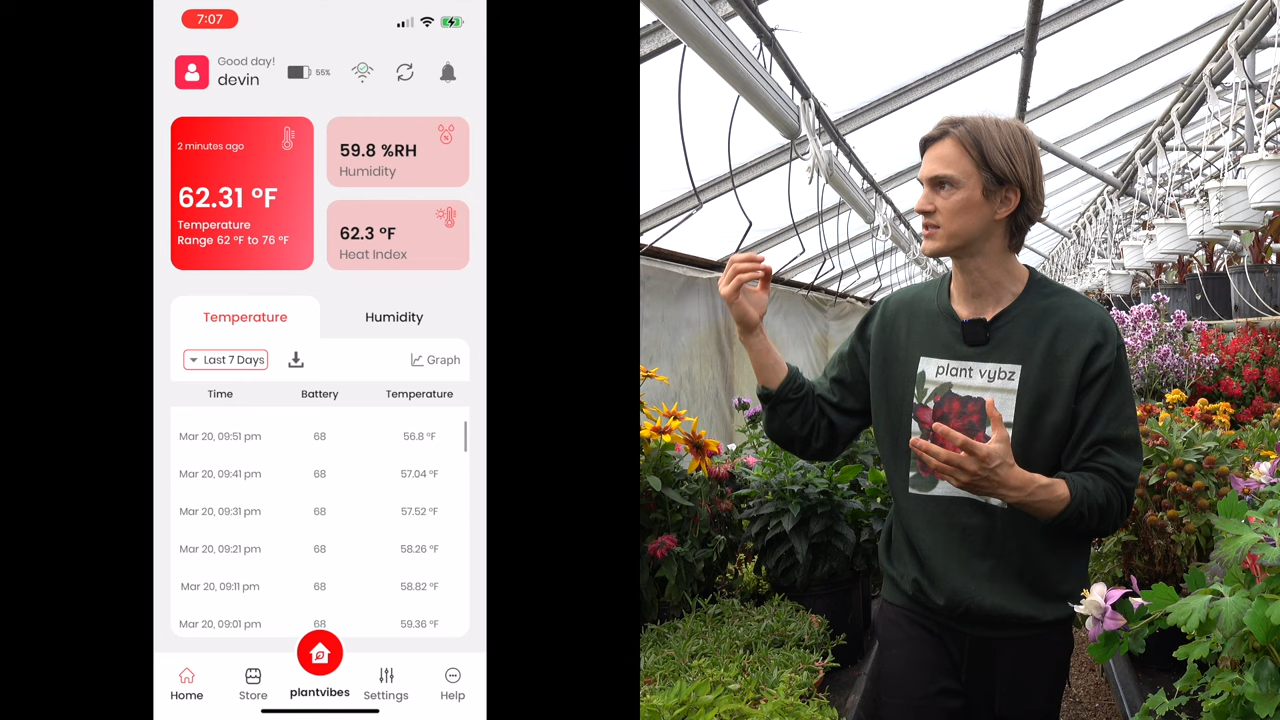 7:07
Good day!
devin
55%
2 minutes ago
62.31 °F
Temperature
Range 62 °F to 76 °F
59.8 %RH
Humidity
62.3 °F
Heat Index
Temperature
Humidity
Last 7 Days
Graph
Time Battery Temperature
Mar 20, 09:51 pm 68 56.8 °F
Mar 20, 09:41 pm 68 57.04 °F
Mar 20, 09:31 pm 68 57.52 °F
Mar 20, 09:21 pm 68 58.26 °F
Mar 20, 09:11 pm 68 58.82 °F
Mar 20, 09:01 pm 68 59.36 °F
Home Store plantvibes Settings Help
plant vybz